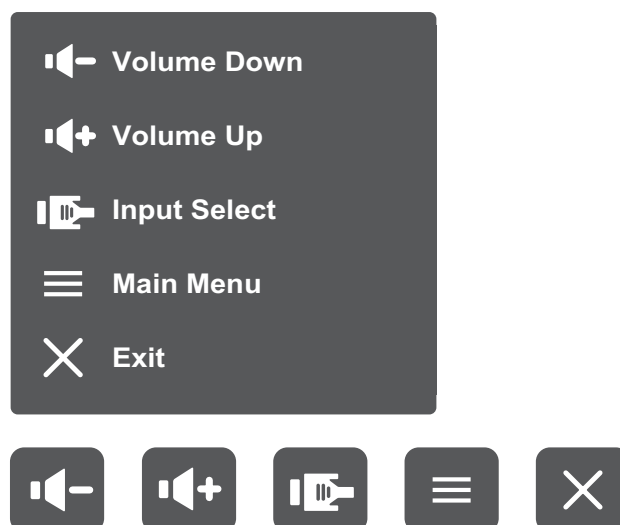 Volume Down
Volume Up
Input Select
Main Menu
Exit